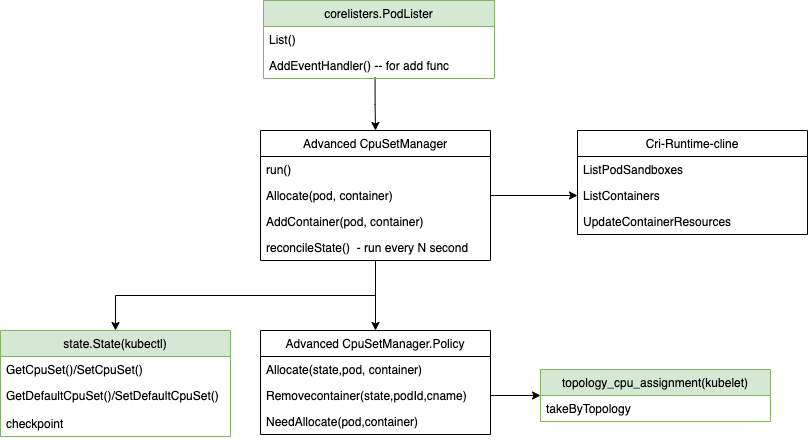 corelisters.PodLister
List()
AddEventHandler() -- for add func
Advanced CpuSetManager
run()
Allocate(pod, container)
AddContainer(pod, container)
reconcileState()  - run every N second
Cri-Runtime-cline
ListPodSandboxes
ListContainers
UpdateContainerResources
state.State(kubectl)
GetCpuSet()/SetCpuSet()
GetDefaultCpuSet()/SetDefaultCpuSet()
checkpoint
Advanced CpuSetManager.Policy
Allocate(state,pod, container)
Removecontainer(state,podId,cname)
NeedAllocate(pod,container)
topology_cpu_assignment(kubelet)
takeByTopology